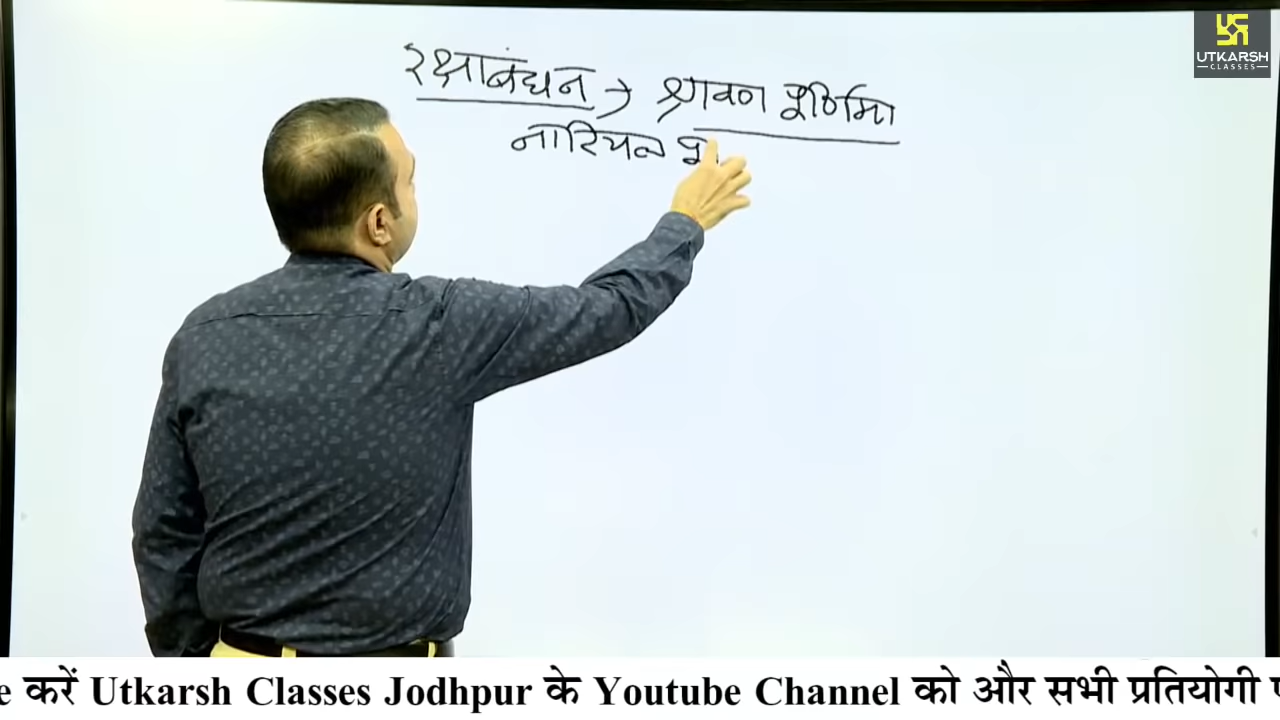 UTKARSH
CLASSES
रक्षाबंधन → श्रावण पूर्णिमा
नारियल पू
e करें Utkarsh Classes Jodhpur के Youtube Channel को और सभी प्रतियोगी